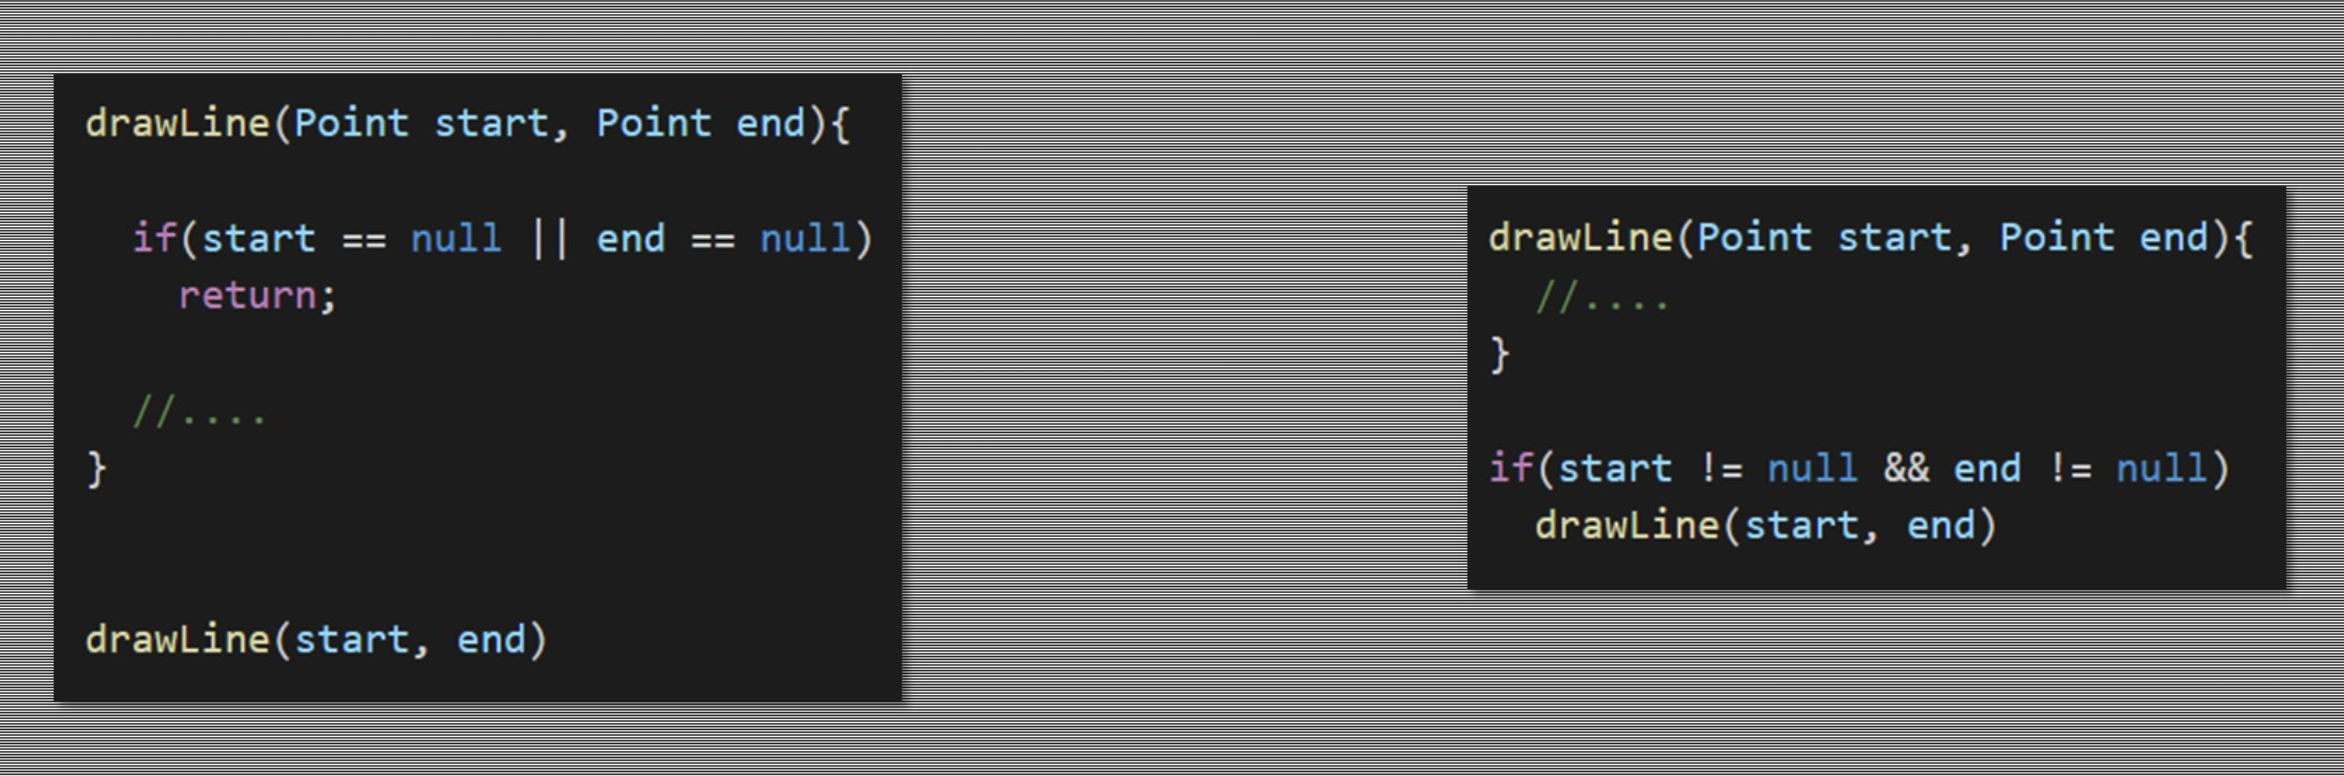 drawLine(Point start, Point end){
if(start == null || end == null)
return;
//....
}
drawLine(start, end)
drawLine(Point start, Point end){
//....
}
if(start != null && end != null)
drawLine(start, end)